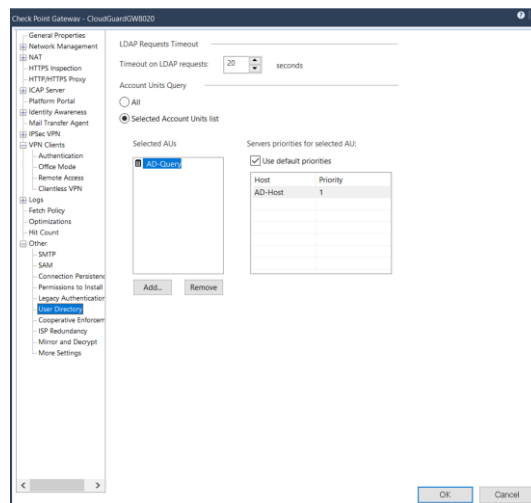 Check Point Gateway - CloudGuardGW8020
General Properties
Network Management
NAT
HTTPS Inspection
HTTP/HTTPS Proxy
ICAP Server
Platform Portal
Identity Awareness
Mail Transfer Agent
IPSec VPN
VPN Clients
Authentication
Office Mode
Remote Access
Clientless VPN
Logs
Fetch Policy
Optimizations
Hit Count
Other
SMTP
SAM
Connection Persistenc
Permissions to Install
Legacy Authentication
User Directory
Cooperative Enforcem
ISP Redundancy
Mirror and Decrypt
More Settings
LDAP Requests Timeout
Timeout on LDAP requests: 20 seconds
Account Units Query
All
Selected Account Units list
Selected AUs
AD-Query
Add...
Remove
Servers priorities for selected AU:
Use default priorities
Host Priority
AD-Host 1
OK Cancel